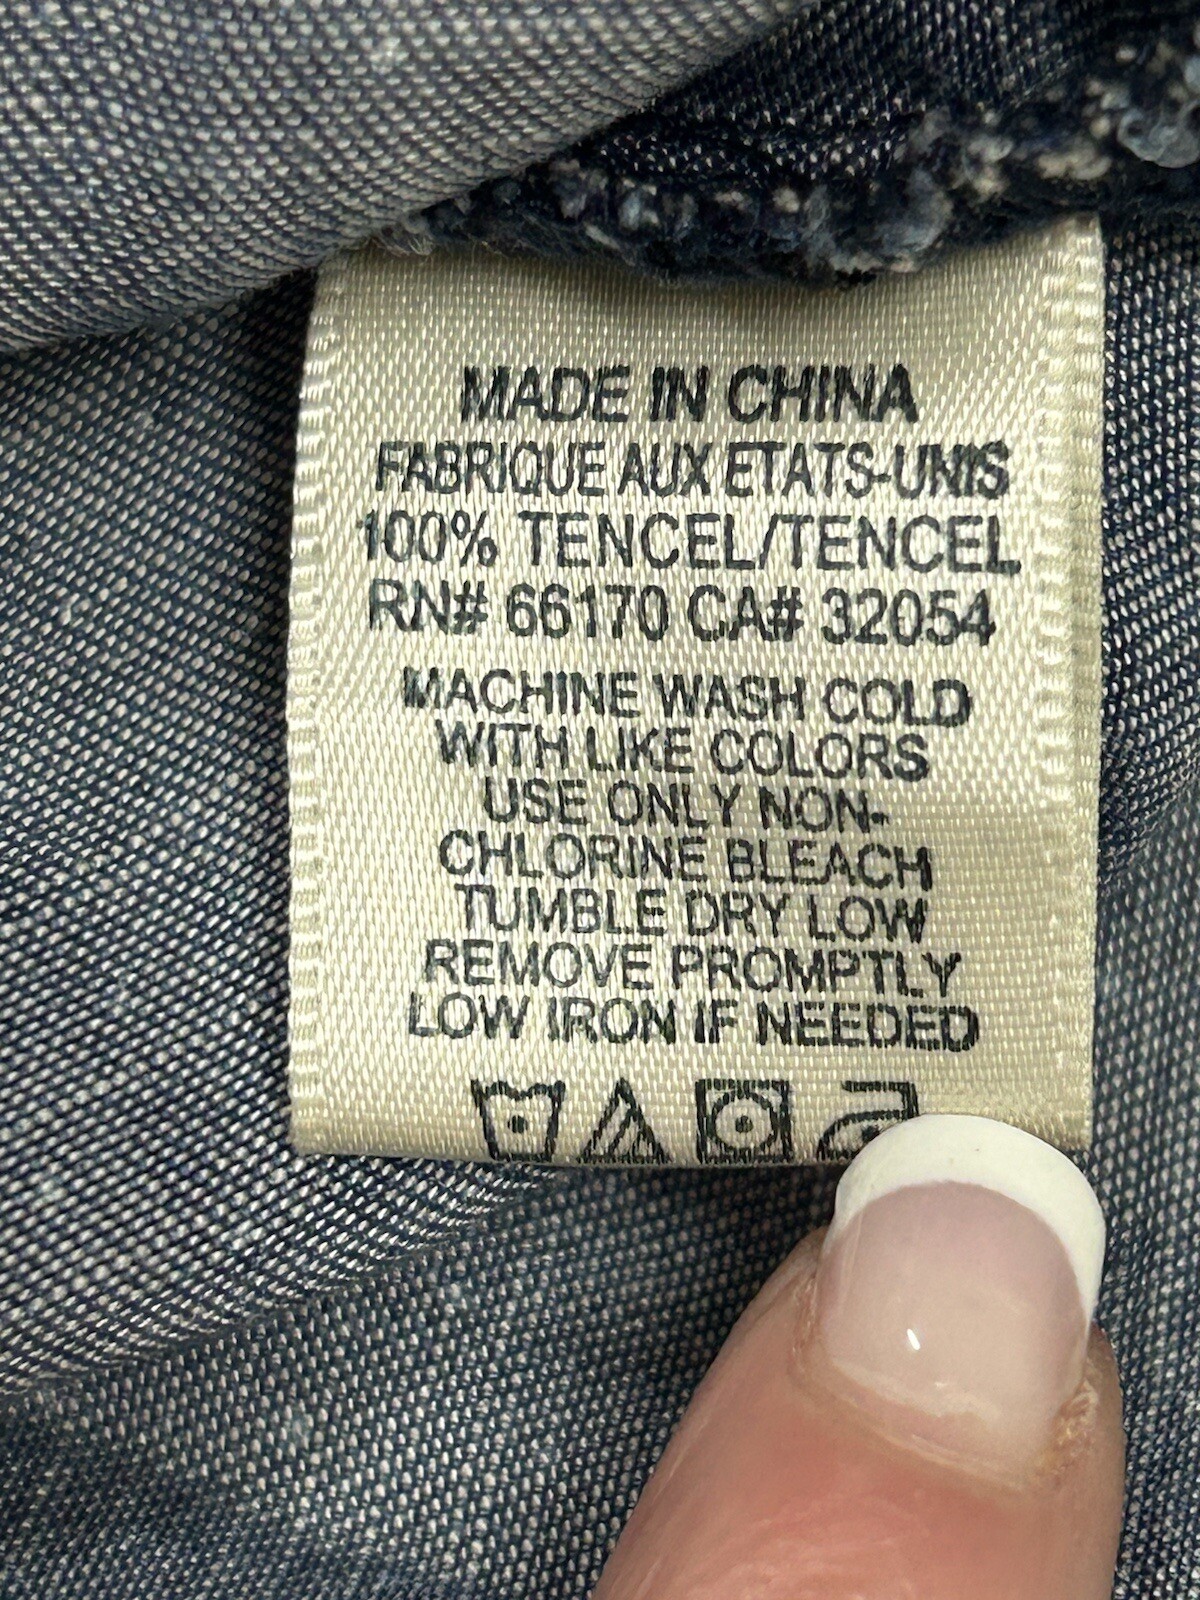 MADE IN CHINA
FABRIQUE AUX ETATS-UNIS
100% TENCEL/TENCEL
RN# 66170 CA# 32054
MACHINE WASH COLD
WITH LIKE COLORS
USE ONLY NON-
CHLORINE BLEACH
TUMBLE DRY LOW
REMOVE PROMPTLY
LOW IRON IF NEEDED